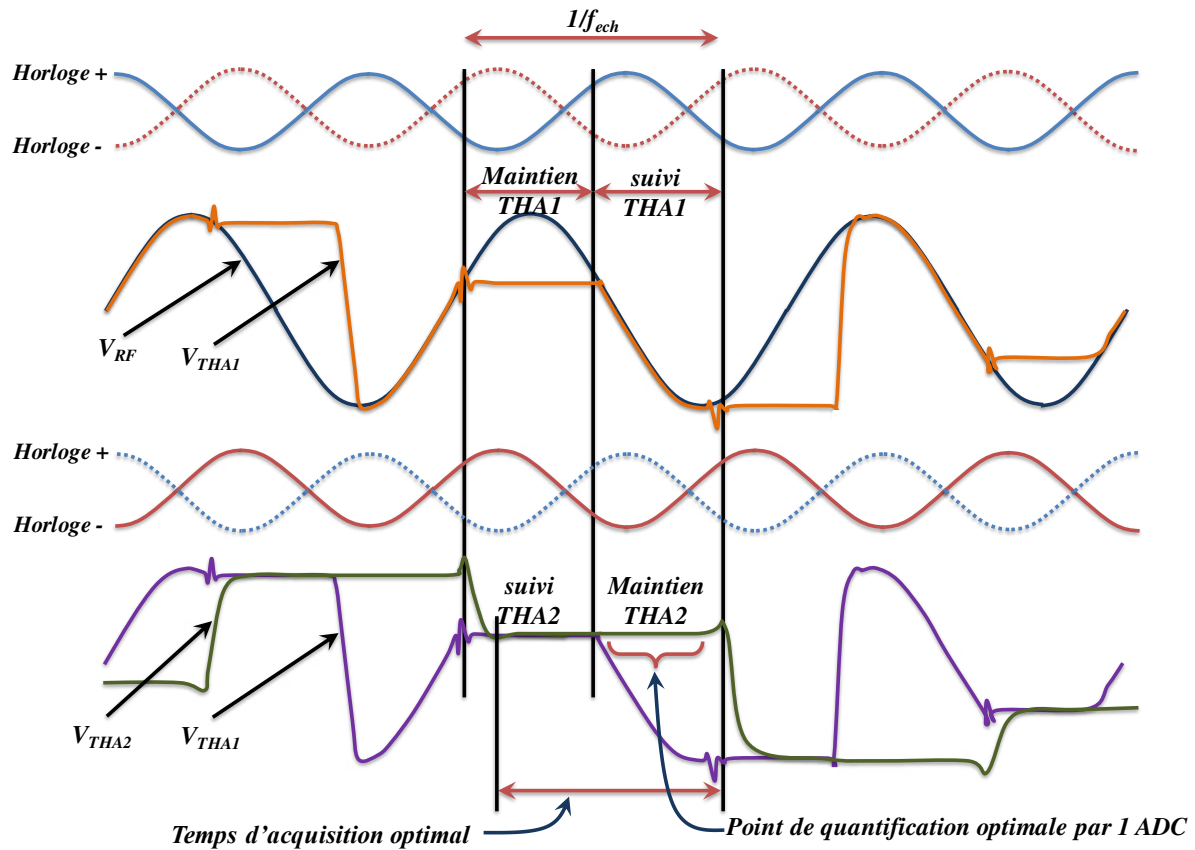 1/fech
Horloge +
Horloge -
Maintien
THA1
suivi
THA1
VRF
VTHA1
Horloge +
Horloge -
suivi
THA2
Maintien
THA2
VTHA2
VTHA1
Temps d'acquisition optimal
Point de quantification optimale par 1 ADC